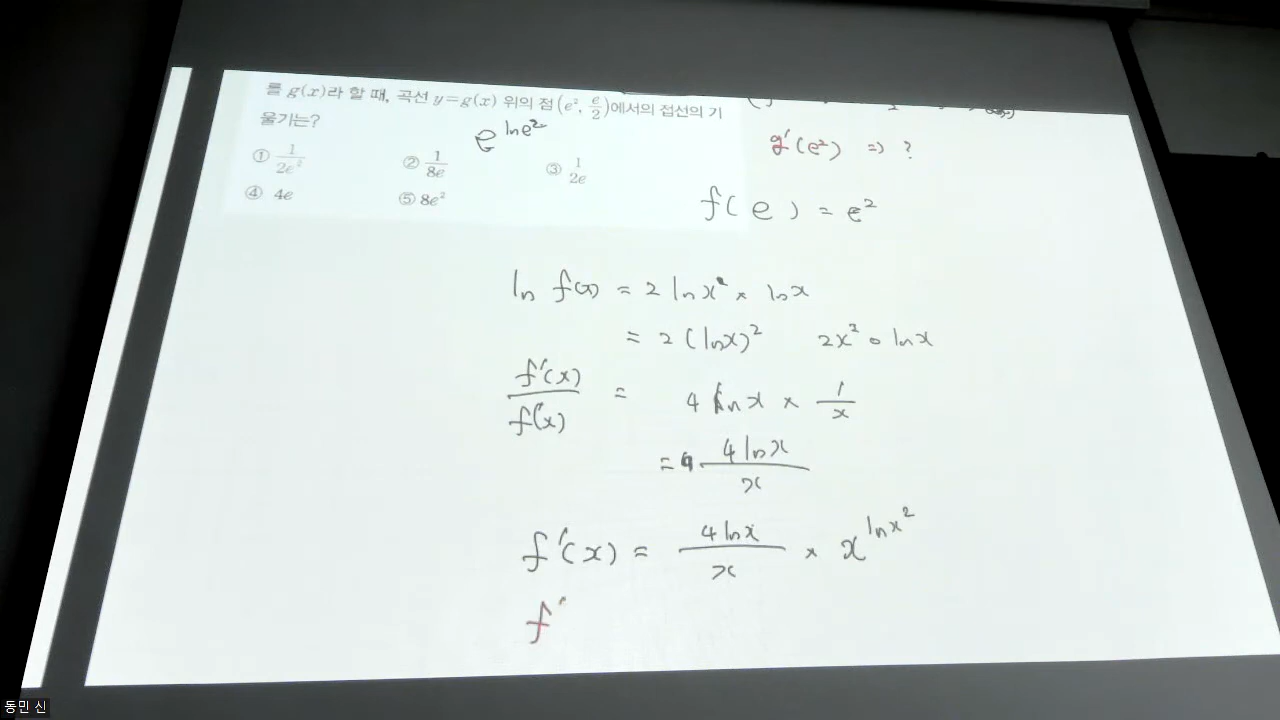 를 g(x)라 할 때, 곡선 y=g(x) 위의 점 (e², e/2)에서의 접선의 기
울기는?
e^{ln e²}
g'(e²) => ?
① 1/2e² ② 1/8e ③ 1/2e
④ 4e ⑤ 8e²
f(e) = e²
ln f(x) = 2 ln x² × ln x
= 2 (ln x)² 2x² ∘ ln x
f'(x)/f(x) = 4 ln x × 1/x
= 4 ln x/x
f'(x) = 4 ln x/x × x^{ln x²}
f'
동민 신